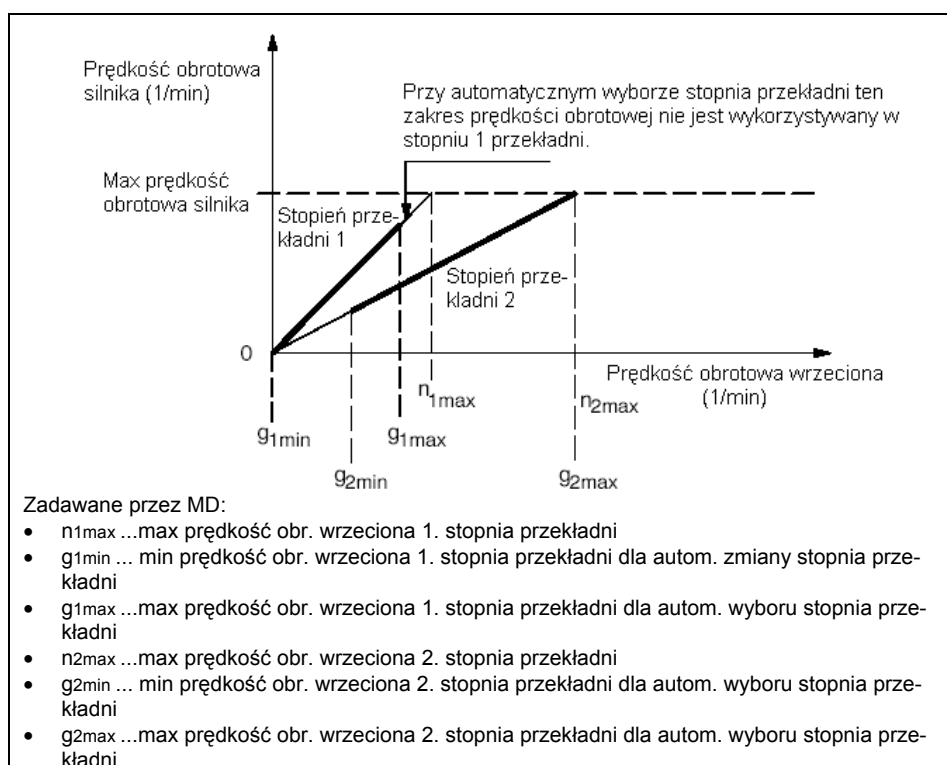 Prędkość obrotowa
silnika (1/min)
Przy automatycznym wyborze stopnia przekładni ten
zakres prędkości obrotowej nie jest wykorzystywany w
stopniu 1 przekładni.
Max prędkość
obrotowa silnika
Stopień prze-
kładni 1
Stopień prze-
kladni 2
0
Prędkość obrotowa wrzeciona
(1/min)
n1max
n2max
g1min
g1max
g2min
g2max
Zadawane przez MD:
• n1max ...max prędkość obr. wrzeciona 1. stopnia przekładni
• g1min ... min prędkość obr. wrzeciona 1. stopnia przekładni dla autom. zmiany stopnia prze-
kładni
• g1max ...max prędkość obr. wrzeciona 1. stopnia przekładni dla autom. wyboru stopnia prze-
kładni
• n2max ...max prędkość obr. wrzeciona 2. stopnia przekładni
• g2min ... min prędkość obr. wrzeciona 2. stopnia przekładni dla autom. wyboru stopnia prze-
kładni
• g2max ...max prędkość obr. wrzeciona 2. stopnia przekładni dla autom. wyboru stopnia prze-
kładni